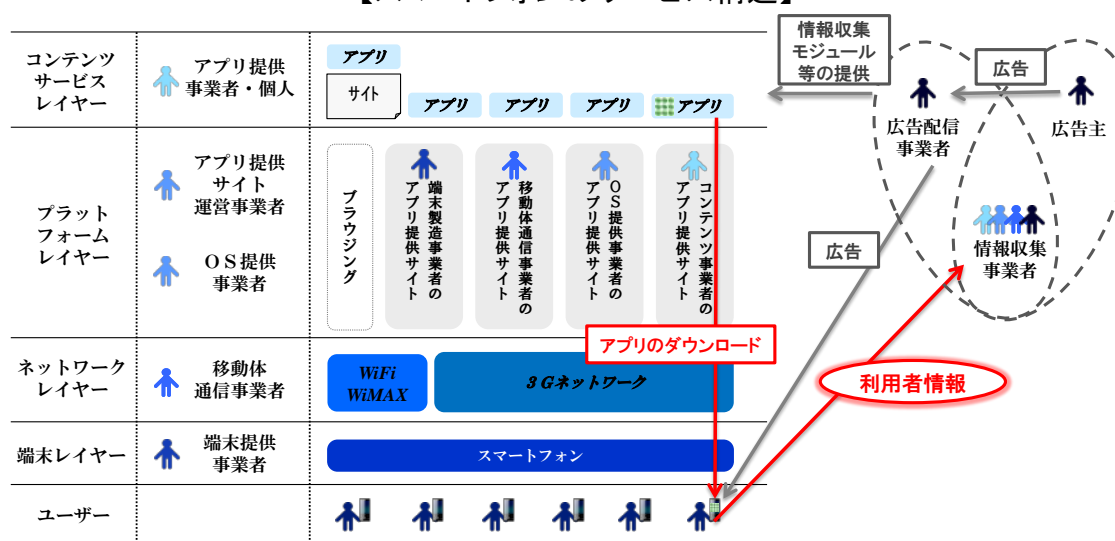 コンテンツ
サービス
レイヤー
アプリ提供
事業者・個人
アプリ
サイト
アプリ
アプリ
アプリ
アプリ
情報収集
モジュール
等の提供
広告
広告配信
事業者
広告主
情報収集
事業者
広告
プラット
フォーム
レイヤー
アプリ提供
サイト
運営事業者
OS提供
事業者
ブラウジング
端末製造事業者の
アプリ提供サイト
移動体通信事業者の
アプリ提供サイト
OS提供事業者の
アプリ提供サイト
コンテンツ事業者の
アプリ提供サイト
アプリのダウンロード
利用者情報
ネットワーク
レイヤー
移動体
通信事業者
WiFi
WiMAX
3Gネットワーク
端末レイヤー
端末提供
事業者
スマートフォン
ユーザー